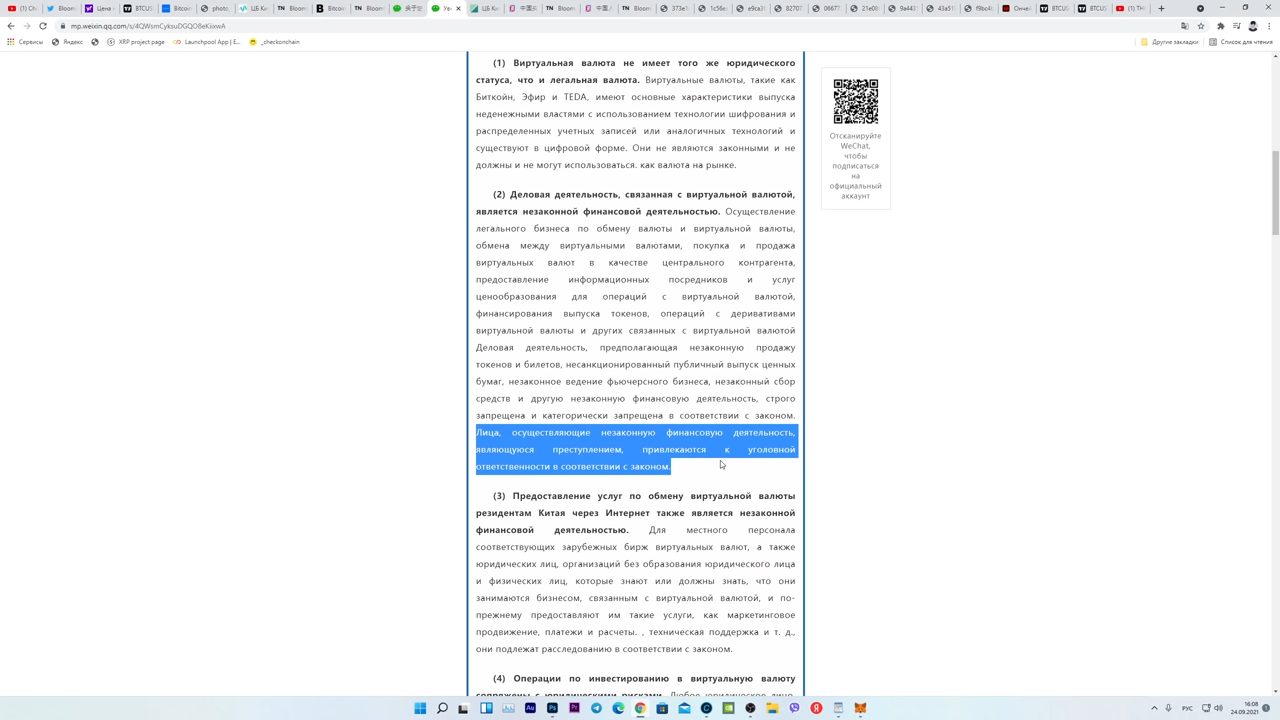 mp.weixin.qq.com/s/4QWsmCyksuDGQO8eKiixwA
Сервисы
Яндекс
XRP project page
Launchpool App | E...
_checkonchain
Другие закладки
Список для чтения
(1) Виртуальная валюта не имеет того же юридического
статуса, что и легальная валюта. Виртуальные валюты, такие как
Биткойн, Эфир и TEDA, имеют основные характеристики выпуска
неденежными властями с использованием технологии шифрования и
распределенных учетных записей или аналогичных технологий и
существуют в цифровой форме. Они не являются законными и не
должны и не могут использоваться. как валюта на рынке.
(2) Деловая деятельность, связанная с виртуальной валютой,
является незаконной финансовой деятельностью. Осуществление
легального бизнеса по обмену валюты и виртуальной валюты,
обмена между виртуальными валютами, покупка и продажа
виртуальных валют в качестве центрального контрагента,
предоставление информационных посредников и услуг
ценообразования для операций с виртуальной валютой,
финансирования выпуска токенов, операций с деривативами
виртуальной валюты и других связанных с виртуальной валютой
Деловая деятельность, предполагающая незаконную продажу
токенов и билетов, несанкционированный публичный выпуск ценных
бумаг, незаконное ведение фьючерсного бизнеса, незаконный сбор
средств и другую незаконную финансовую деятельность, строго
запрещена и категорически запрещена в соответствии с законом.
Лица, осуществляющие незаконную финансовую деятельность,
являющуюся преступлением, привлекаются к уголовной
ответственности в соответствии с законом.
(3) Предоставление услуг по обмену виртуальной валюты
резидентам Китая через Интернет также является незаконной
финансовой деятельностью. Для местного персонала
соответствующих зарубежных бирж виртуальных валют, а также
юридических лиц, организаций без образования юридического лица
и физических лиц, которые знают или должны знать, что они
занимаются бизнесом, связанным с виртуальной валютой, и по-
прежнему предоставляют им такие услуги, как маркетинговое
продвижение, платежи и расчеты. , техническая поддержка и т. д.,
они подлежат расследованию в соответствии с законом.
(4) Операции по инвестированию в виртуальную валюту
сопряжены с юридическими рисками. Любое юридическое лицо,
Отсканируйте
WeChat,
чтобы
подписаться
на
официальный
аккаунт
РУС
16:08
24.09.2021